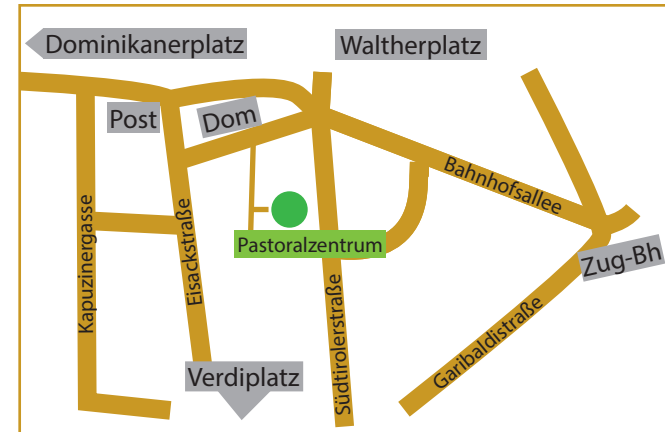 Dominikanerplatz
Waltherplatz
Post
Dom
Bahnhofsallee
Kapuzinergasse
Eisackstraße
Pastoralzentrum
Zug-Bh
Südtirolerstraße
Garibaldistraße
Verdiplatz